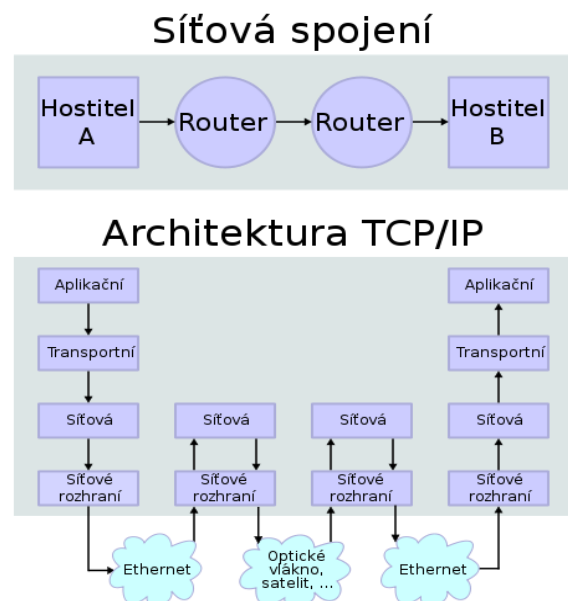 Síťová spojení
Hostitel
A
Router
Router
Hostitel
B
Architektura TCP/IP
Aplikační
Aplikační
Transportní
Transportní
Síťová
Síťová
Síťová
Síťová
Síťové
rozhraní
Síťové
rozhraní
Síťové
rozhraní
Síťové
rozhraní
Ethernet
Optické
vlákno,
satelit, ...
Ethernet